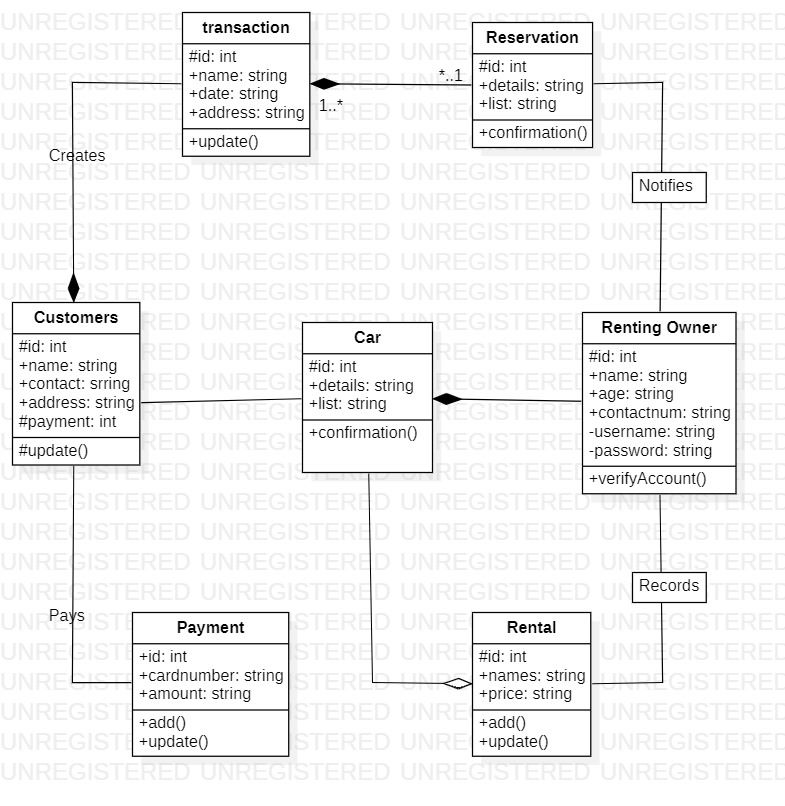 transaction
#id: int
+name: string
+date: string
+address: string
+update()
Reservation
#id: int
+details: string
+list: string
+confirmation()
*..1
1..*
Creates
Notifies
Customers
#id: int
+name: string
+contact: srring
+address: string
#payment: int
#update()
Car
#id: int
+details: string
+list: string
+confirmation()
Renting Owner
#id: int
+name: string
+age: string
+contactnum: string
-username: string
-password: string
+verifyAccount()
Pays
Records
Payment
+id: int
+cardnumber: string
+amount: string
+add()
+update()
Rental
#id: int
+names: string
+price: string
+add()
+update()
UNREGISTERED